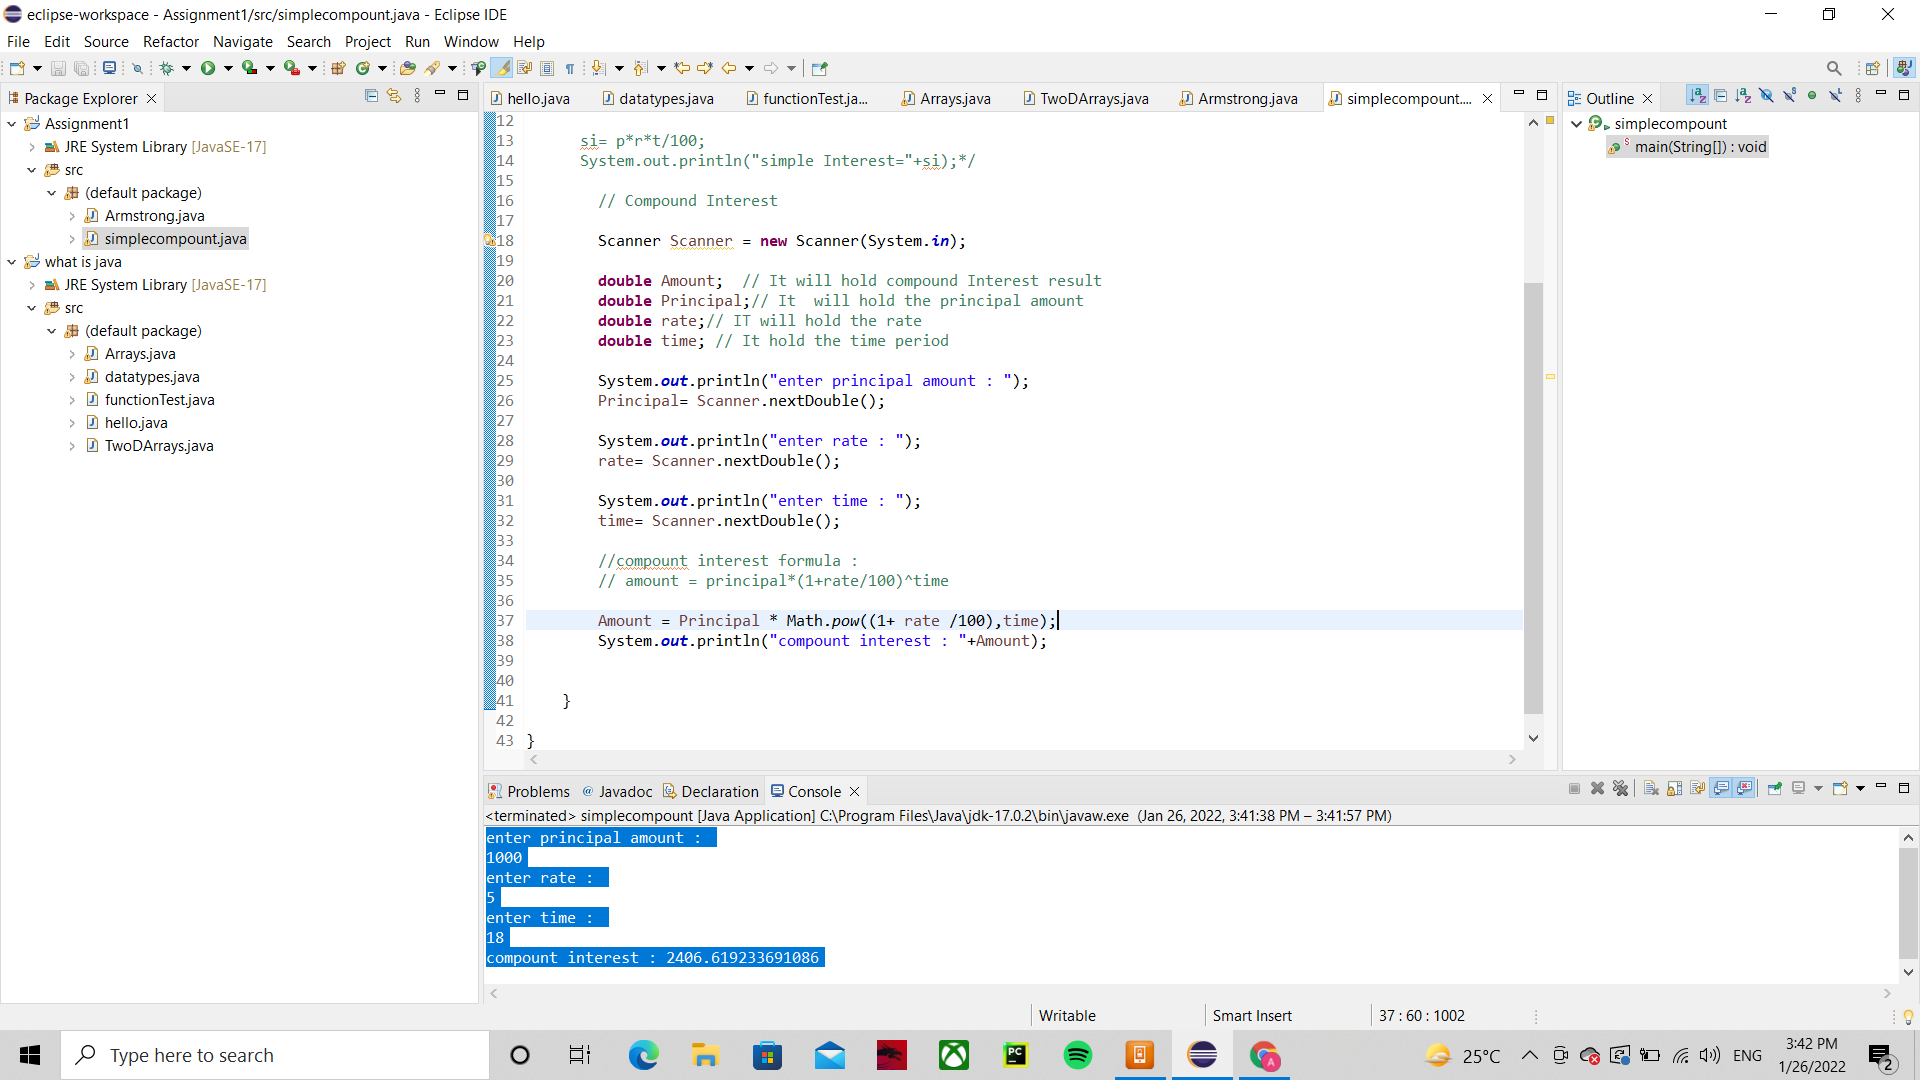 eclipse-workspace - Assignment1/src/simplecompount.java - Eclipse IDE
File Edit Source Refactor Navigate Search Project Run Window Help
Package Explorer
Assignment1
JRE System Library [JavaSE-17]
src
(default package)
Armstrong.java
simplecompount.java
what is java
JRE System Library [JavaSE-17]
src
(default package)
Arrays.java
datatypes.java
functionTest.java
hello.java
TwoDArrays.java
hello.java datatypes.java functionTest.ja... Arrays.java TwoDArrays.java Armstrong.java simplecompount....
12
13 si= p*r*t/100;
14 System.out.println("simple Interest="+si);*/
15
16 // Compound Interest
17
18 Scanner Scanner = new Scanner(System.in);
19
20 double Amount;  // It will hold compound Interest result
21 double Principal;// It  will hold the principal amount
22 double rate;// IT will hold the rate
23 double time; // It hold the time period
24
25 System.out.println("enter principal amount : ");
26 Principal= Scanner.nextDouble();
27
28 System.out.println("enter rate : ");
29 rate= Scanner.nextDouble();
30
31 System.out.println("enter time : ");
32 time= Scanner.nextDouble();
33
34 //compount interest formula :
35 // amount = principal*(1+rate/100)^time
36
37 Amount = Principal * Math.pow((1+ rate /100),time);
38 System.out.println("compount interest : "+Amount);
39
40
41 }
42
43 }
Outline
simplecompount
main(String[]) : void
Problems @ Javadoc Declaration Console
<terminated> simplecompount [Java Application] C:\Program Files\Java\jdk-17.0.2\bin\javaw.exe (Jan 26, 2022, 3:41:38 PM – 3:41:57 PM)
enter principal amount :
1000
enter rate :
5
enter time :
18
compount interest : 2406.619233691086
Writable Smart Insert 37 : 60 : 1002
Type here to search
PC
A
25°C
ENG
3:42 PM
1/26/2022
2